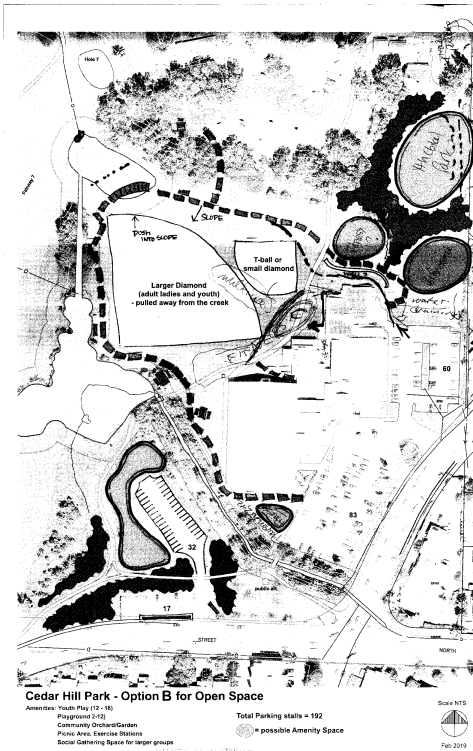 Hole 7
Fairway 7
SLOPE
PUSH
INTO SLOPE
T-ball or
small diamond
Larger Diamond
(adult ladies and youth)
- pulled away from the creek
60
83
32
17
public art
STREET
NORTH
Cedar Hill Park - Option B for Open Space
Amenities: Youth Play (12 - 18)
Playground 2-12)
Community Orchard/Garden
Picnic Area, Exercise Stations
Social Gathering Space for larger groups
Total Parking stalls = 192
= possible Amenity Space
Scale NTS
Feb 2019